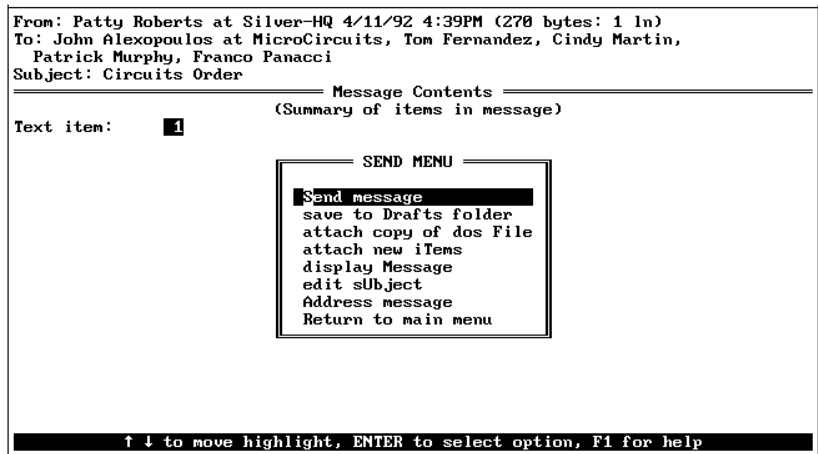 From: Patty Roberts at Silver-HQ 4/11/92 4:39PM (270 bytes: 1 ln)
To: John Alexopoulos at MicroCircuits, Tom Fernandez, Cindy Martin,
Patrick Murphy, Franco Panacci
Subject: Circuits Order
Message Contents
(Summary of items in message)
Text item: 1
SEND MENU
Send message
save to Drafts folder
attach copy of dos File
attach new iTems
display Message
edit sUbject
Address message
Return to main menu
↑ ↓ to move highlight, ENTER to select option, F1 for help